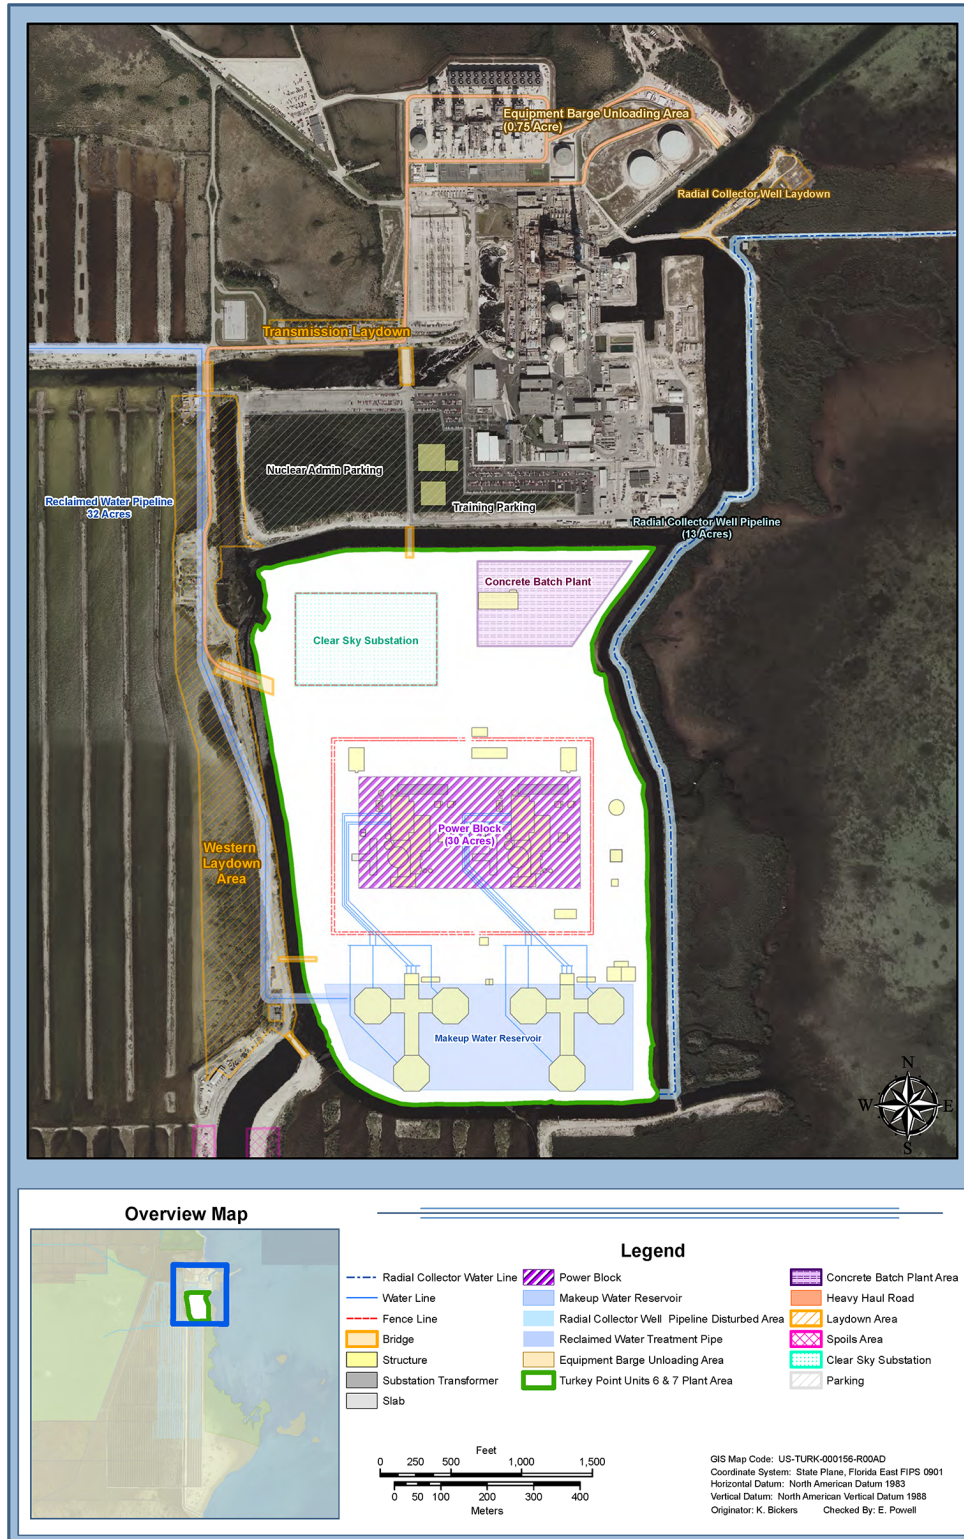 Equipment Barge Unloading Area
(0.75 Acre)
Radial Collector Well Laydown
Transmission Laydown
Nuclear Admin Parking
Reclaimed Water Pipeline
32 Acres
Training Parking
Radial Collector Well Pipeline
(13 Acres)
Concrete Batch Plant
Clear Sky Substation
Power Block
(30 Acres)
Western
Laydown
Area
Makeup Water Reservoir
N
W
E
S
Overview Map
Legend
Radial Collector Water Line
Water Line
Fence Line
Bridge
Structure
Substation Transformer
Slab
Power Block
Makeup Water Reservoir
Radial Collector Well Pipeline Disturbed Area
Reclaimed Water Treatment Pipe
Equipment Barge Unloading Area
Turkey Point Units 6 & 7 Plant Area
Concrete Batch Plant Area
Heavy Haul Road
Laydown Area
Spoils Area
Clear Sky Substation
Parking
Feet
0 250 500 1,000 1,500
0 50 100 200 300 400
Meters
GIS Map Code: US-TURK-000156-R00AD
Coordinate System: State Plane, Florida East FIPS 0901
Horizontal Datum: North American Datum 1983
Vertical Datum: North American Vertical Datum 1988
Originator: K. Bickers Checked By: E. Powell